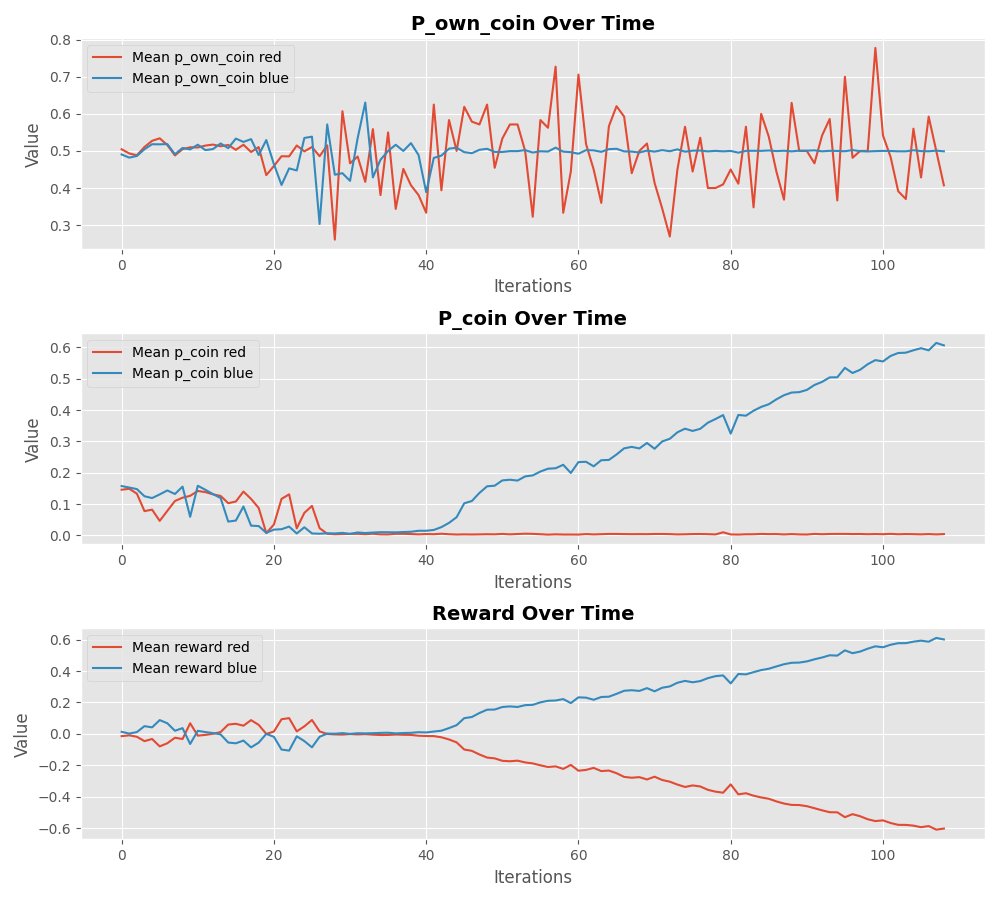 P_own_coin Over Time
Value
0.8
0.7
0.6
0.5
0.4
0.3
Mean p_own_coin red
Mean p_own_coin blue
0 20 40 60 80 100
Iterations
P_coin Over Time
Value
0.6
0.5
0.4
0.3
0.2
0.1
0.0
Mean p_coin red
Mean p_coin blue
0 20 40 60 80 100
Iterations
Reward Over Time
Value
0.6
0.4
0.2
0.0
−0.2
−0.4
−0.6
Mean reward red
Mean reward blue
0 20 40 60 80 100
Iterations